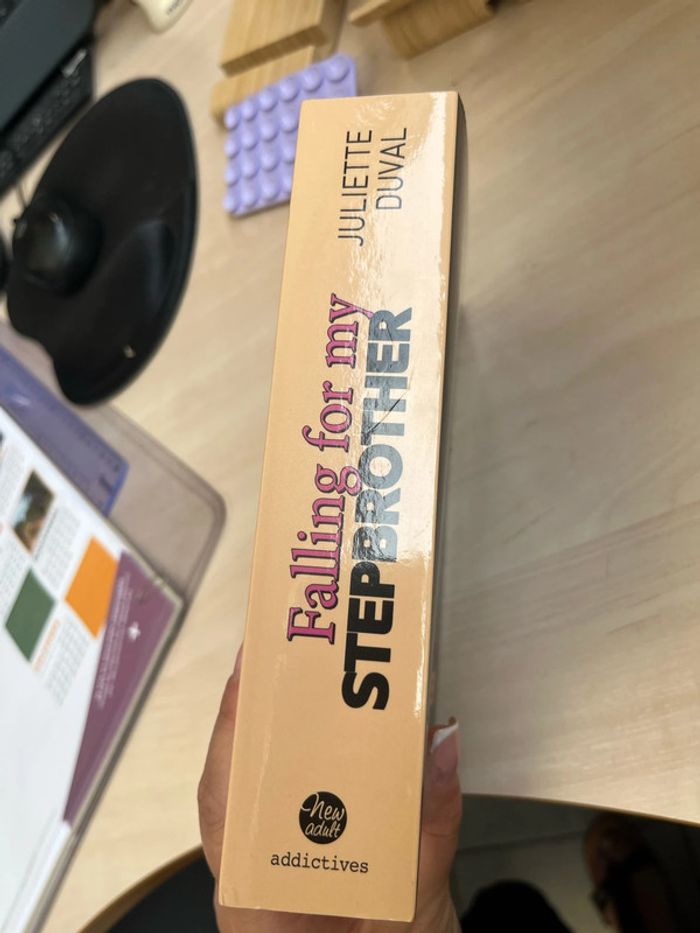 JULIETTE
DUVAL
Falling for my
STEPBROTHER
New
adult
addictives